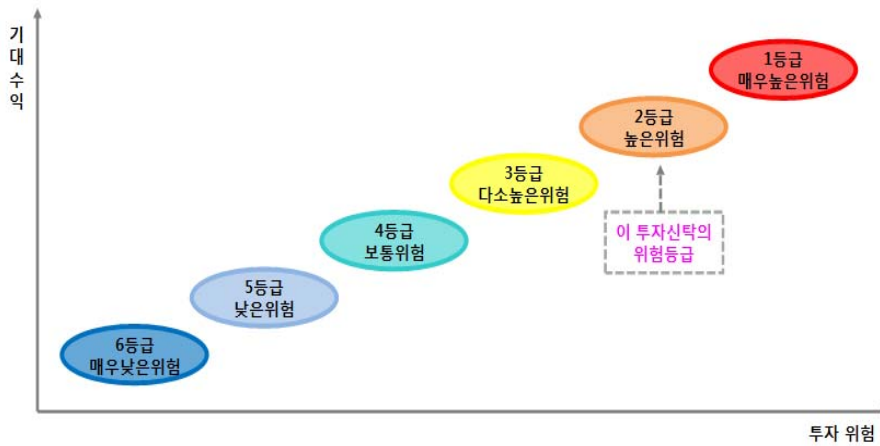 기
대
수
익
1등급
매우높은위험
2등급
높은위험
3등급
다소높은위험
이 투자신탁의
위험등급
4등급
보통위험
5등급
낮은위험
6등급
매우낮은위험
투자 위험